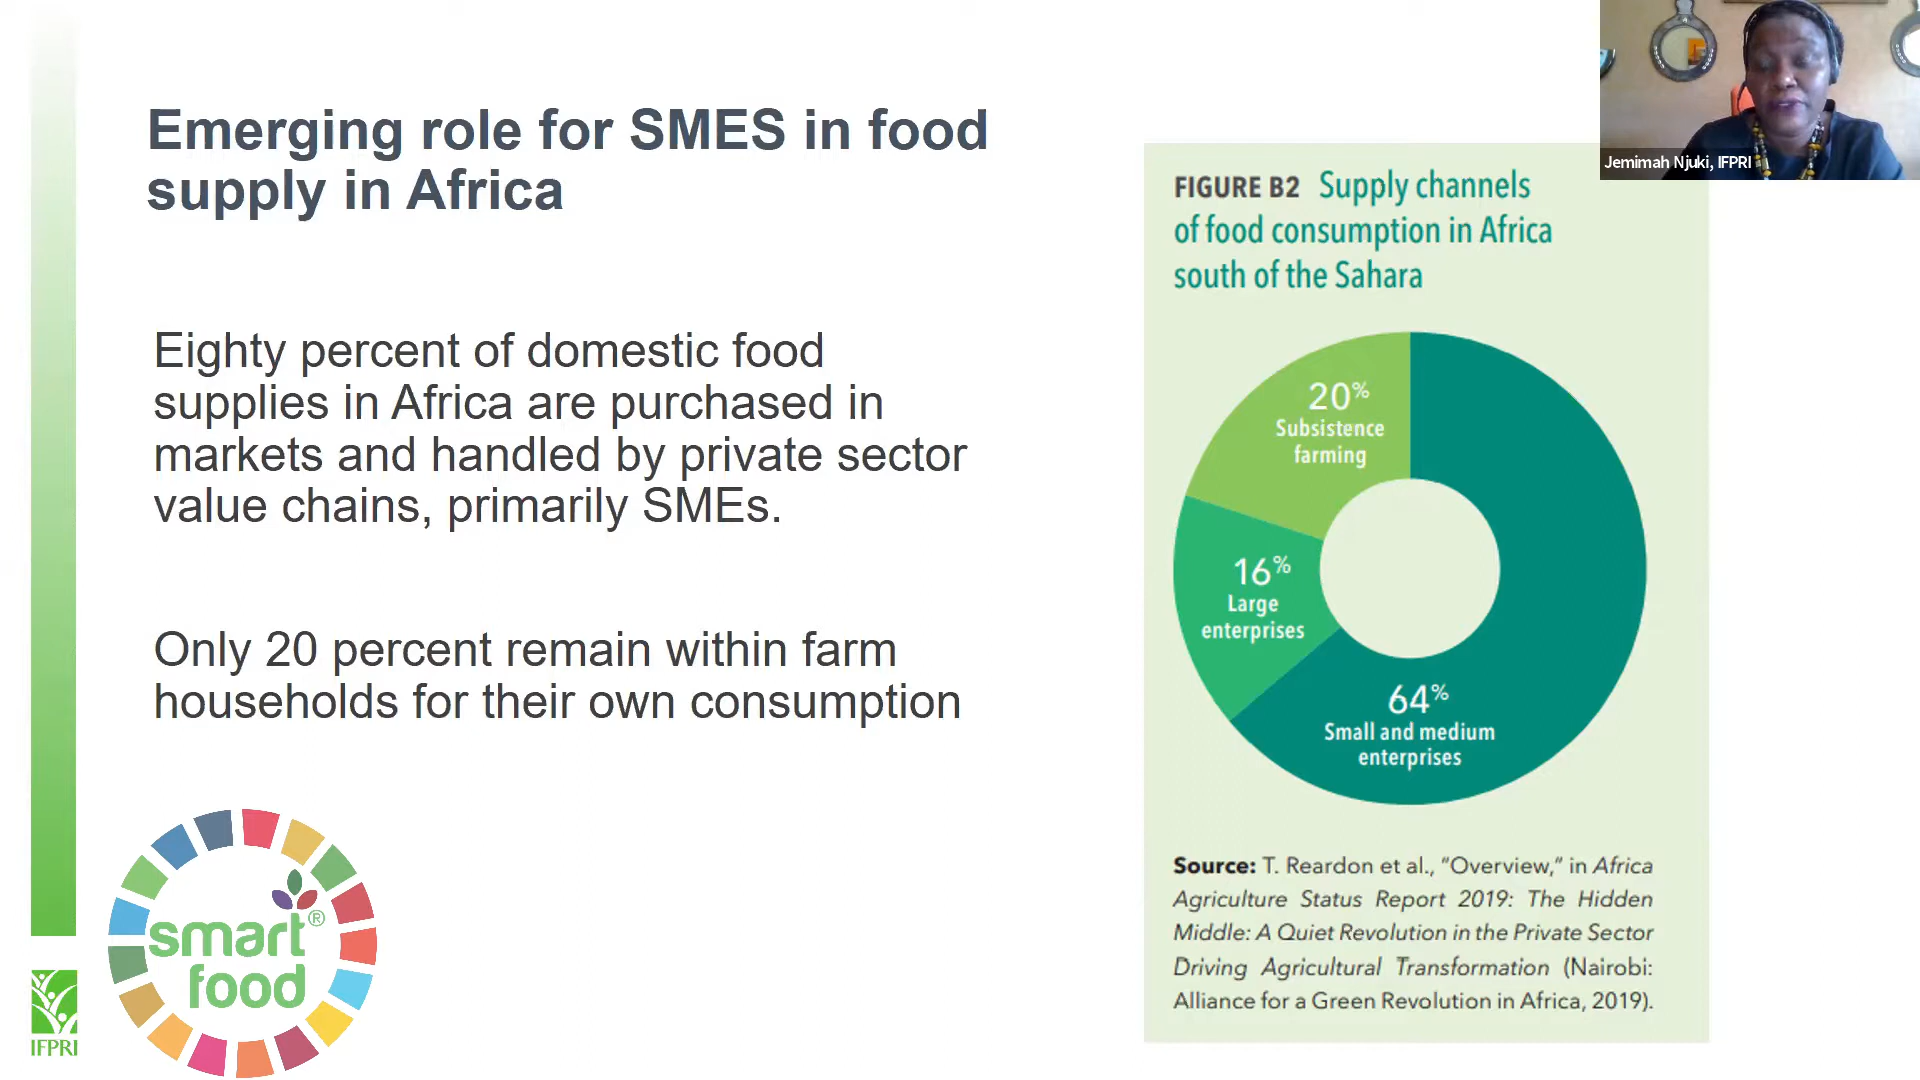 Emerging role for SMES in food
supply in Africa
Eighty percent of domestic food
supplies in Africa are purchased in
markets and handled by private sector
value chains, primarily SMEs.
Only 20 percent remain within farm
households for their own consumption
smart®
food
IFPRI
Jemimah Njuki, IFPRI
FIGURE B2 Supply channels
of food consumption in Africa
south of the Sahara
20%
Subsistence
farming
16%
Large
enterprises
64%
Small and medium
enterprises
Source: T. Reardon et al., “Overview,” in Africa
Agriculture Status Report 2019: The Hidden
Middle: A Quiet Revolution in the Private Sector
Driving Agricultural Transformation (Nairobi:
Alliance for a Green Revolution in Africa, 2019).